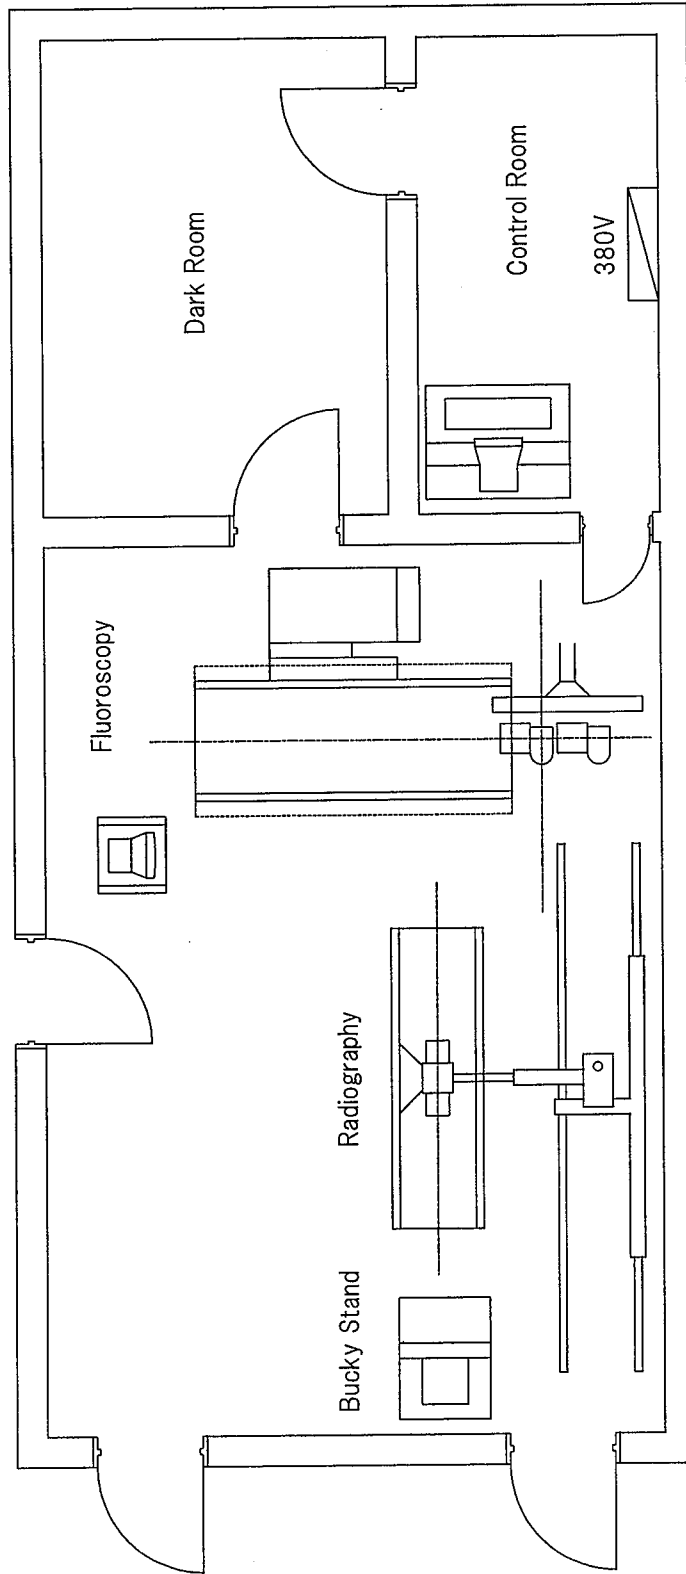 Dark Room
Control Room
380V
Fluoroscopy
Radiography
Bucky Stand